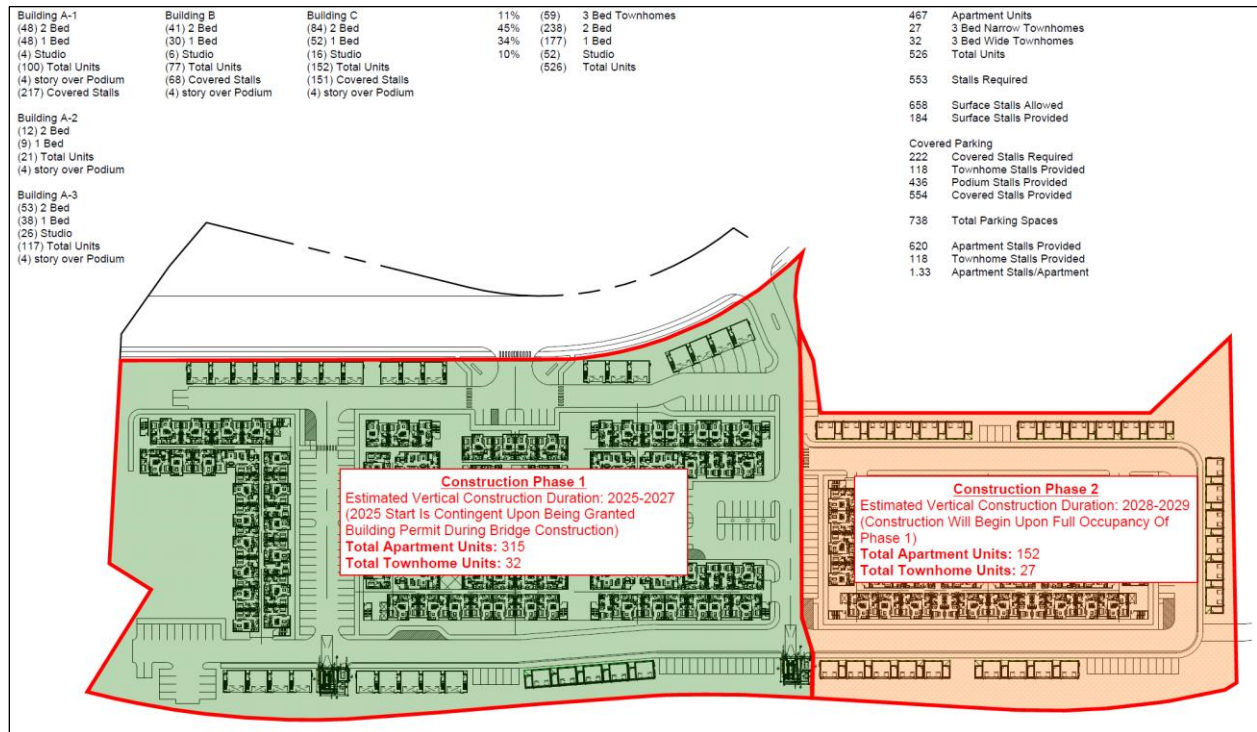 Building A-1
(48) 2 Bed
(48) 1 Bed
(4) Studio
(100) Total Units
(4) story over Podium
(217) Covered Stalls
Building A-2
(12) 2 Bed
(9) 1 Bed
(21) Total Units
(4) story over Podium
Building A-3
(53) 2 Bed
(38) 1 Bed
(26) Studio
(117) Total Units
(4) story over Podium
Building B
(41) 2 Bed
(30) 1 Bed
(6) Studio
(77) Total Units
(68) Covered Stalls
(4) story over Podium
Building C
(84) 2 Bed
(52) 1 Bed
(16) Studio
(152) Total Units
(151) Covered Stalls
(4) story over Podium
11% (59) 3 Bed Townhomes
45% (238) 2 Bed
34% (177) 1 Bed
10% (52) Studio
(526) Total Units
467 Apartment Units
27 3 Bed Narrow Townhomes
32 3 Bed Wide Townhomes
526 Total Units
553 Stalls Required
658 Surface Stalls Allowed
184 Surface Stalls Provided
Covered Parking
222 Covered Stalls Required
118 Townhome Stalls Provided
436 Podium Stalls Provided
554 Covered Stalls Provided
738 Total Parking Spaces
620 Apartment Stalls Provided
118 Townhome Stalls Provided
1.33 Apartment Stalls/Apartment
Construction Phase 1
Estimated Vertical Construction Duration: 2025-2027
(2025 Start Is Contingent Upon Being Granted
Building Permit During Bridge Construction)
Total Apartment Units: 315
Total Townhome Units: 32
Construction Phase 2
Estimated Vertical Construction Duration: 2028-2029
(Construction Will Begin Upon Full Occupancy Of
Phase 1)
Total Apartment Units: 152
Total Townhome Units: 27